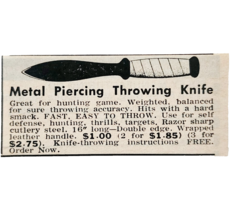 Metal Piercing Throwing Knife
Great for hunting game. Weighted, balanced
for sure throwing accuracy. Hits with a hard
smack. FAST, EASY TO THROW. Use for self
defense, hunting, thrills, targets. Razor sharp
cutlery steel, 16" long—Double edge. Wrapped
leather handle. $1.00 (2 for $1.85) (3 for
$2.75). Knife-throwing instructions FREE.
Order Now.